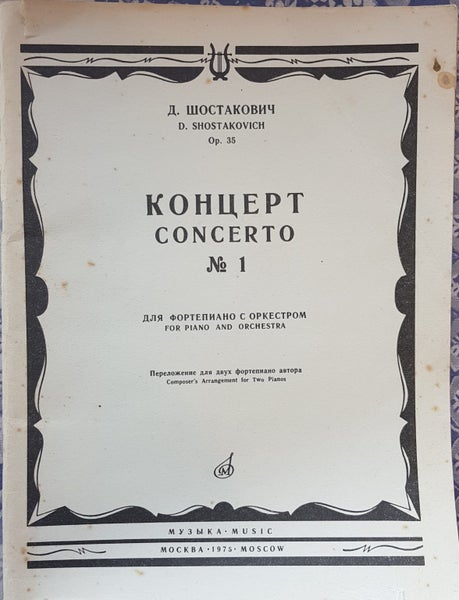 Д. ШОСТАКОВИЧ
D. SHOSTAKOVICH
Op. 35
КОНЦЕРТ
CONCERTO
№ 1
ДЛЯ ФОРТЕПИАНО С ОРКЕСТРОМ
FOR PIANO AND ORCHESTRA
Переложение для двух фортепиано автора
Composer's Arrangement for Two Pianos
МУЗЫКА · MUSIC
МОСКВА · 1975 · MOSCOW